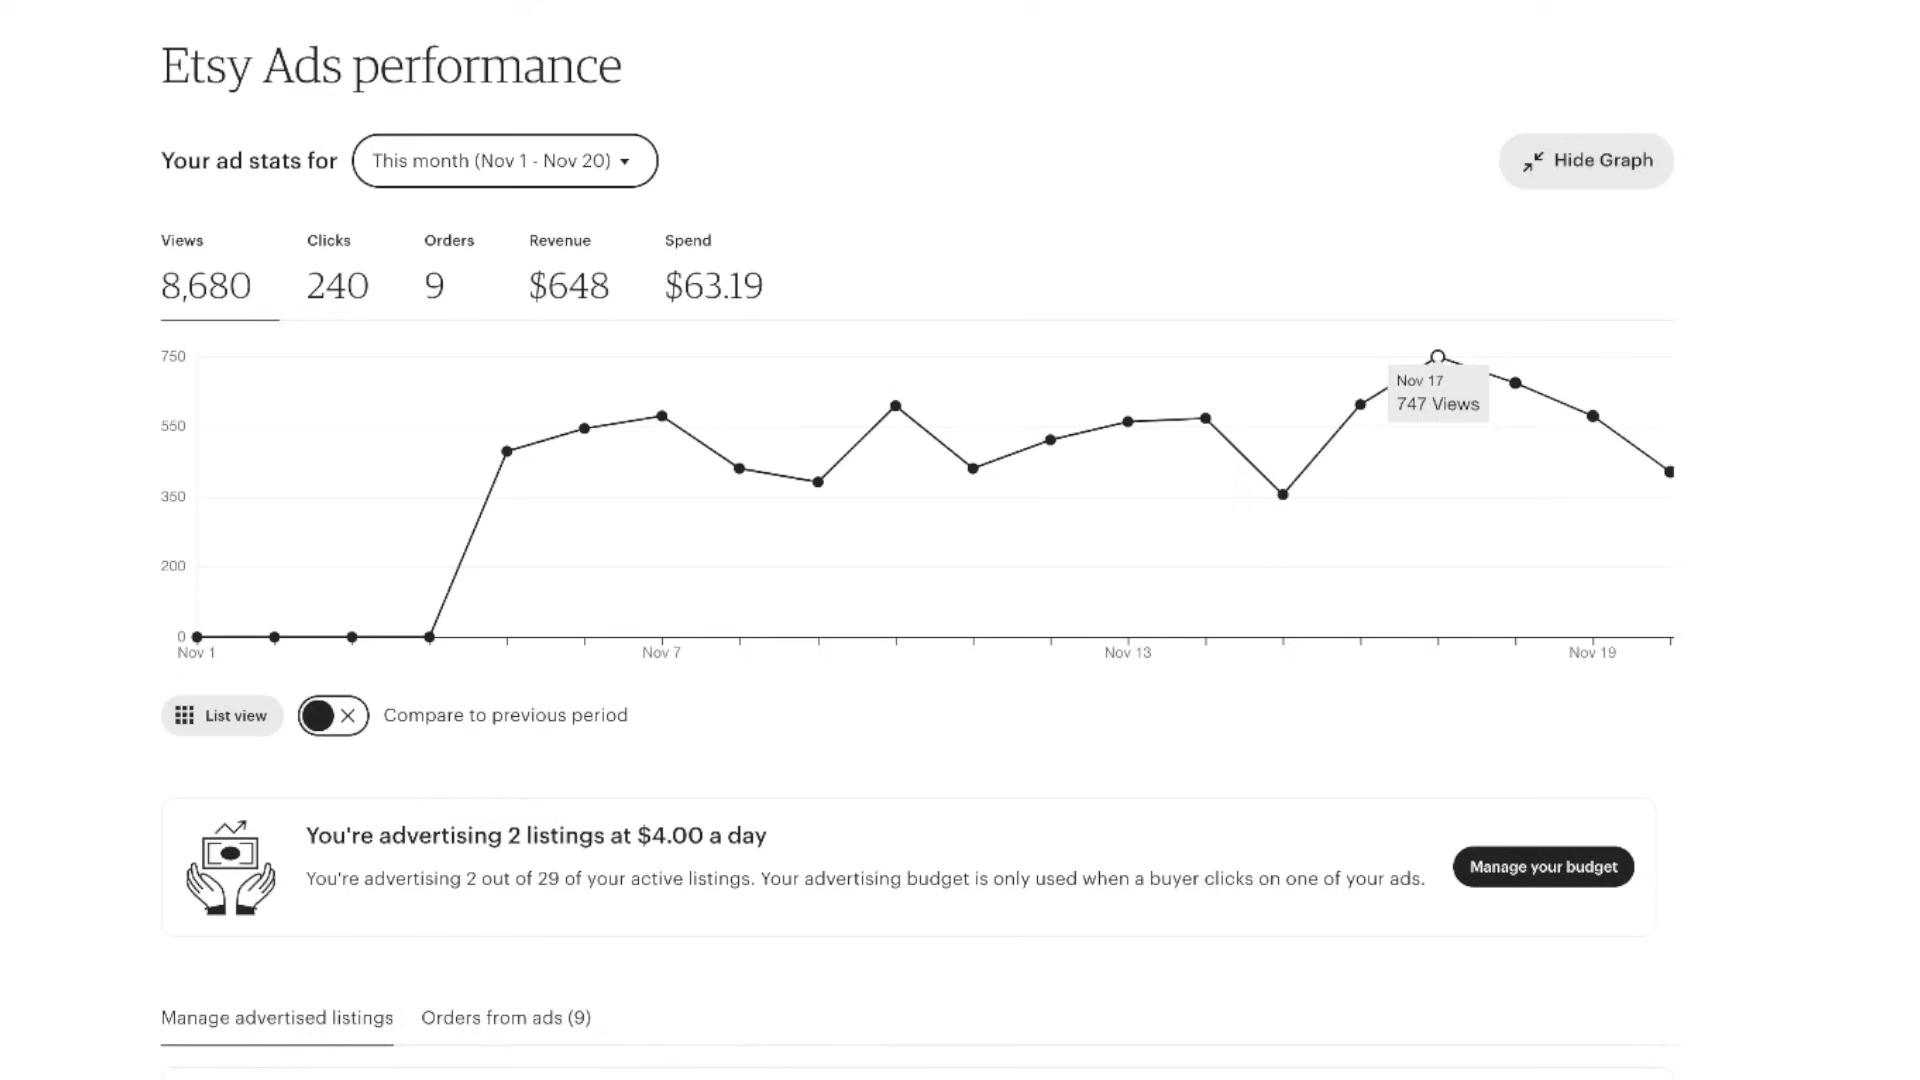 Etsy Ads performance
Your ad stats for This month (Nov 1 - Nov 20) Hide Graph
Views Clicks Orders Revenue Spend
8,680 240 9 $648 $63.19
750
Nov 17
747 Views
550
350
200
0
Nov 1 Nov 7 Nov 13 Nov 19
List view Compare to previous period
You're advertising 2 listings at $4.00 a day
You're advertising 2 out of 29 of your active listings. Your advertising budget is only used when a buyer clicks on one of your ads.
Manage your budget
Manage advertised listings Orders from ads (9)